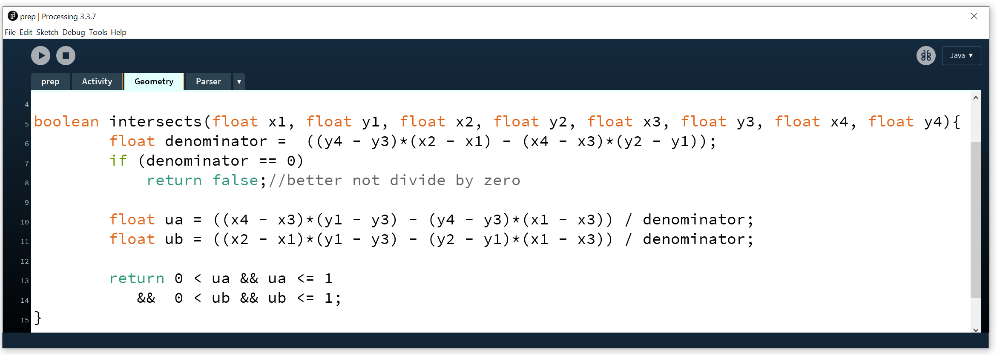 prep | Processing 3.3.7
File Edit Sketch Debug Tools Help
Java ▼
prep Activity Geometry Parser ▼
4
5 boolean intersects(float x1, float y1, float x2, float y2, float x3, float y3, float x4, float y4){
6 float denominator =  ((y4 - y3)*(x2 - x1) - (x4 - x3)*(y2 - y1));
7 if (denominator == 0)
8 return false;//better not divide by zero
9
10 float ua = ((x4 - x3)*(y1 - y3) - (y4 - y3)*(x1 - x3)) / denominator;
11 float ub = ((x2 - x1)*(y1 - y3) - (y2 - y1)*(x1 - x3)) / denominator;
12
13 return 0 < ua && ua <= 1
14 &&  0 < ub && ub <= 1;
15 }